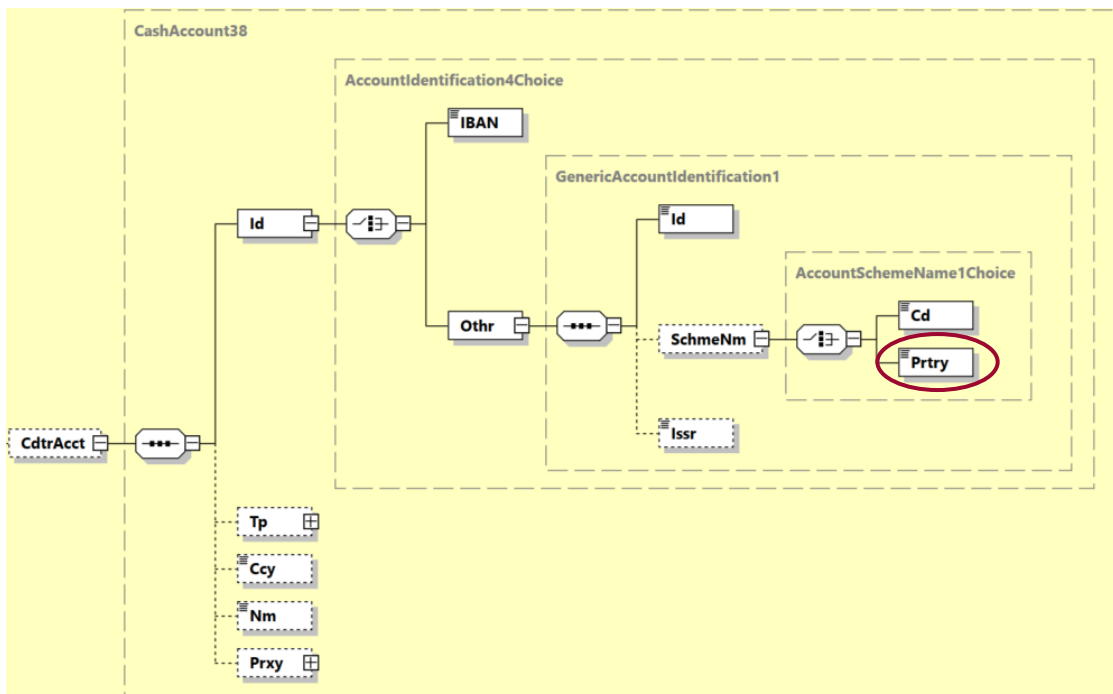 CashAccount38
AccountIdentification4Choice
IBAN
GenericAccountIdentification1
Id
Id
AccountSchemeName1Choice
Cd
Othr
SchmeNm
Prtry
Issr
CdtrAcct
Tp
Ccy
Nm
Prxy